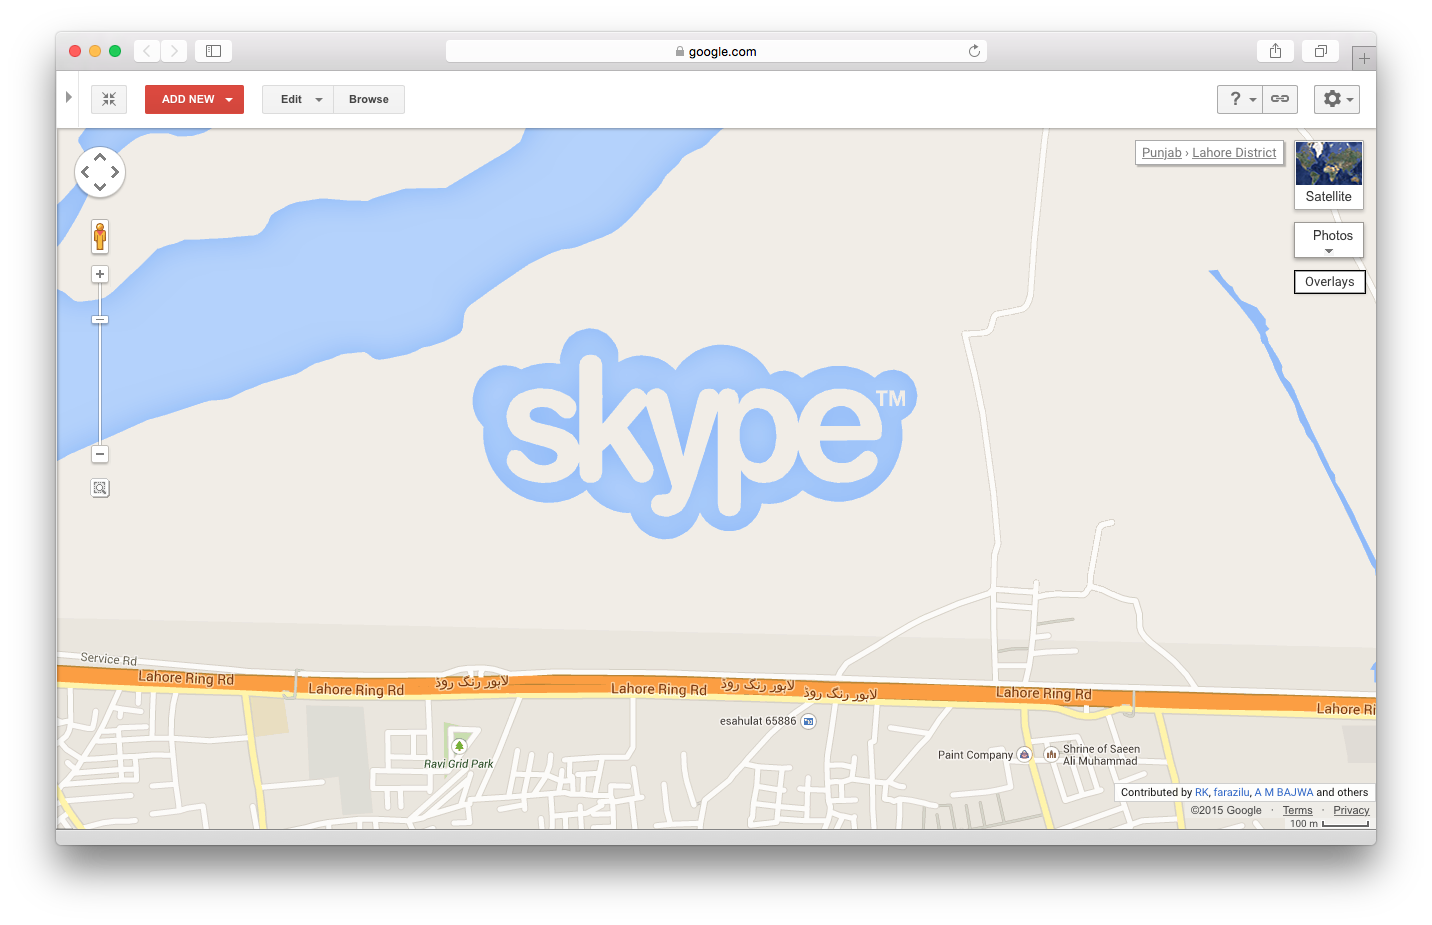 google.com
ADD NEW
Edit
Browse
?
Punjab › Lahore District
Satellite
Photos
Overlays
skype™
Service Rd
Lahore Ring Rd
Lahore Ring Rd
لاہور رنگ روڈ
Lahore Ring Rd
لاہور رنگ روڈ
لاہور رنگ روڈ
Lahore Ring Rd
Lahore Ri
esahulat 65886
Ravi Grid Park
Paint Company
Shrine of Saeen
Ali Muhammad
Contributed by RK, farazilu, A M BAJWA and others
©2015 Google · Terms · Privacy
100 m